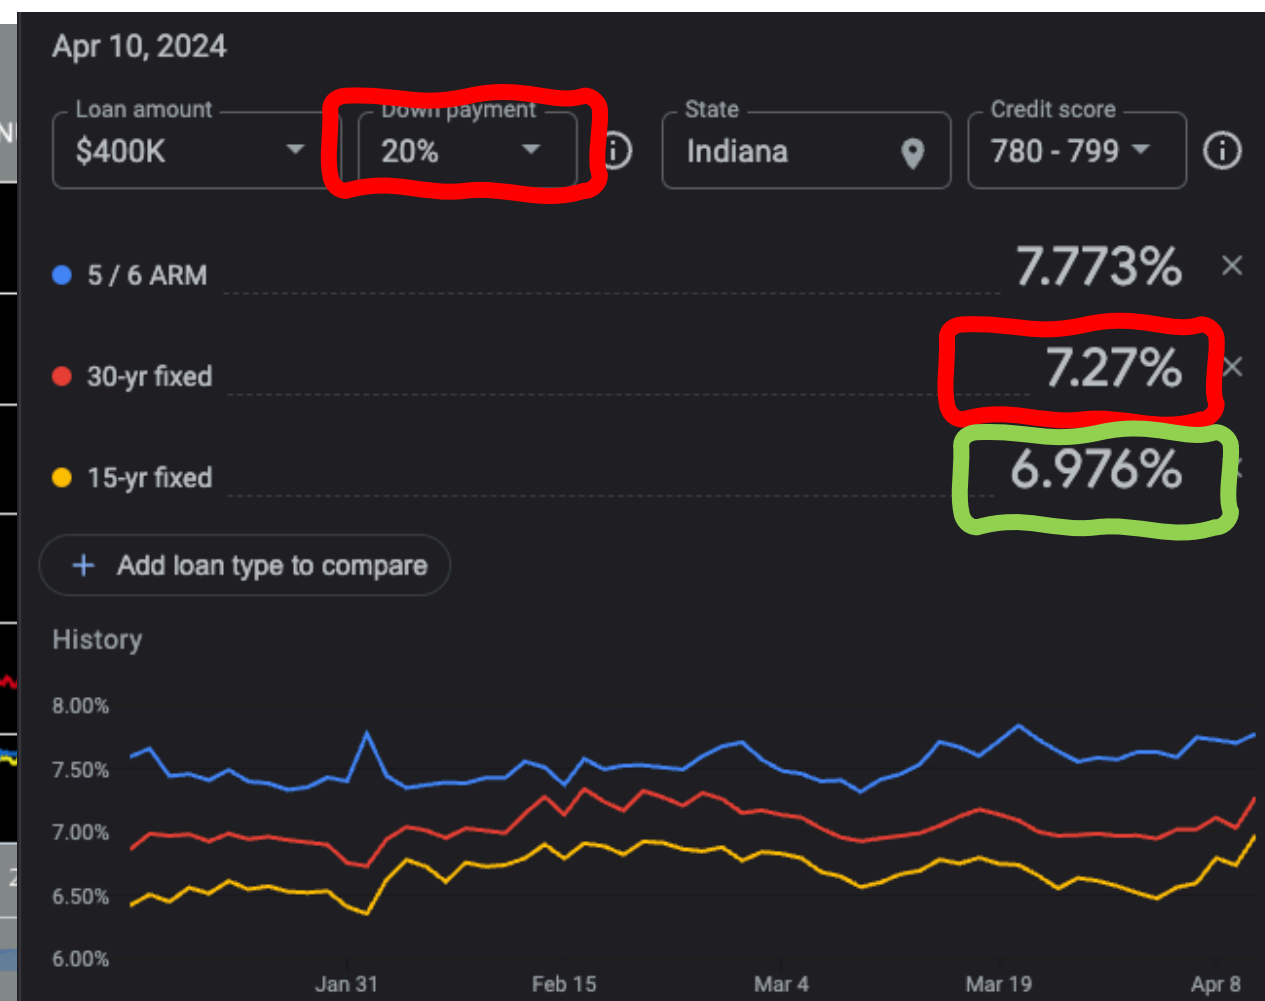 Apr 10, 2024
Loan amount Down payment State Credit score
$400K 20% Indiana 780 - 799
5 / 6 ARM 7.773%
30-yr fixed 7.27%
15-yr fixed 6.976%
+ Add loan type to compare
History
8.00%
7.50%
7.00%
6.50%
6.00%
Jan 31 Feb 15 Mar 4 Mar 19 Apr 8